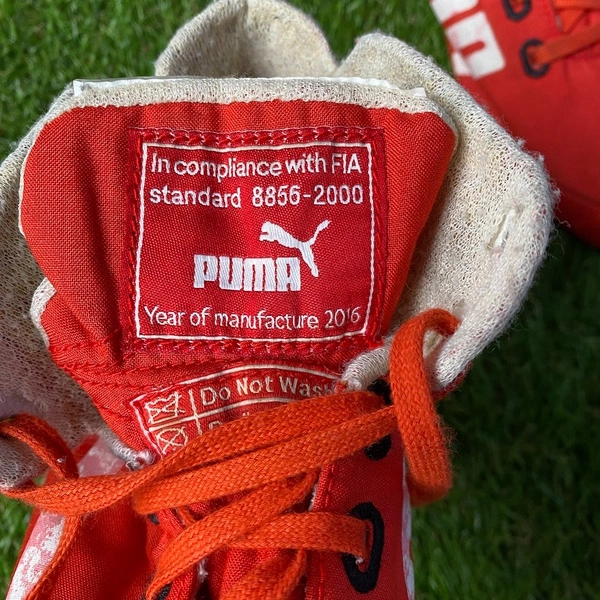 In compliance with FIA
standard 8856-2000
PUMA
Year of manufacture 2016
Do Not Wash